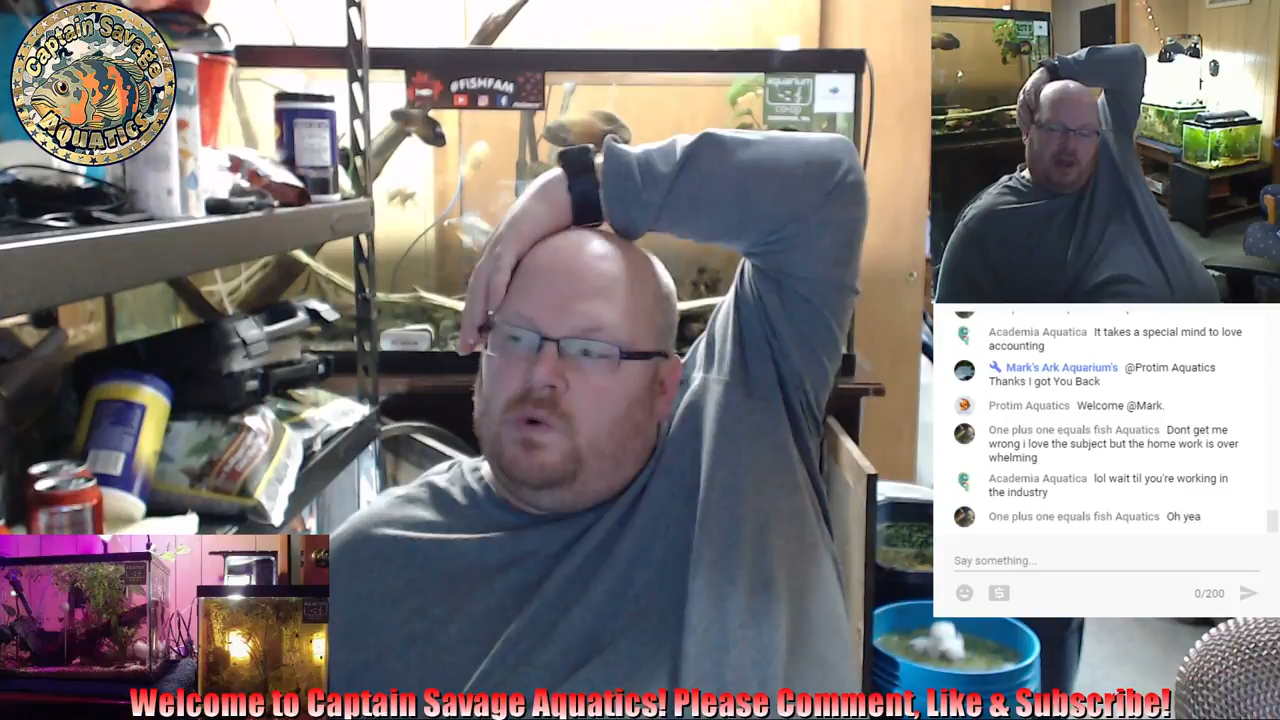 Captain Savage
AQUATICS
#FISHFAM
aquarium
co-op
Academia Aquatica It takes a special mind to love
accounting
Mark's Ark Aquarium's @Protim Aquatics
Thanks I got You Back
Protim Aquatics Welcome @Mark.
One plus one equals fish Aquatics Dont get me
wrong i love the subject but the home work is over
whelming
Academia Aquatica lol wait til you're working in
the industry
One plus one equals fish Aquatics Oh yea
Say something...
0/200
Welcome to Captain Savage Aquatics! Please Comment, Like & Subscribe!